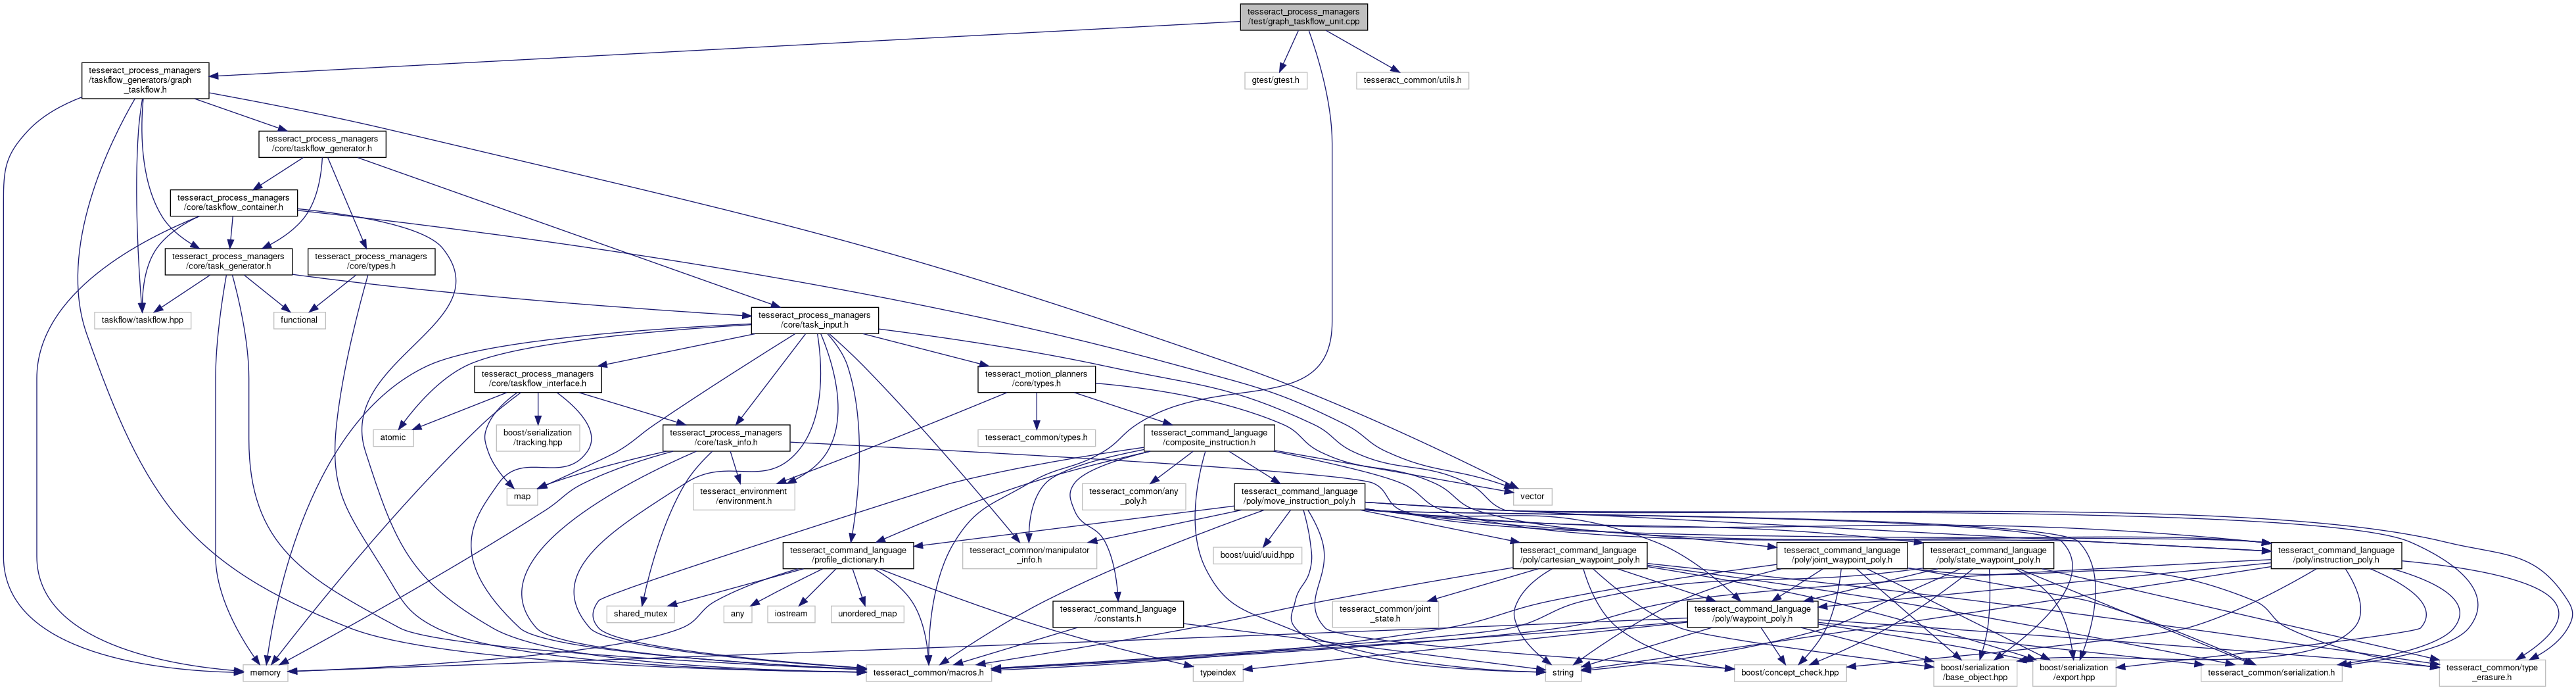 tesseract_process_managers
/test/graph_taskflow_unit.cpp
tesseract_process_managers
/taskflow_generators/graph
_taskflow.h
gtest/gtest.h
tesseract_common/utils.h
tesseract_process_managers
/core/taskflow_generator.h
tesseract_process_managers
/core/taskflow_container.h
tesseract_process_managers
/core/task_generator.h
tesseract_process_managers
/core/types.h
taskflow/taskflow.hpp
functional
tesseract_process_managers
/core/task_input.h
tesseract_process_managers
/core/taskflow_interface.h
tesseract_motion_planners
/core/types.h
atomic
boost/serialization
/tracking.hpp
tesseract_process_managers
/core/task_info.h
tesseract_common/types.h
tesseract_command_language
/composite_instruction.h
map
tesseract_environment
/environment.h
tesseract_common/any
_poly.h
tesseract_command_language
/poly/move_instruction_poly.h
vector
tesseract_command_language
/profile_dictionary.h
tesseract_common/manipulator
_info.h
boost/uuid/uuid.hpp
tesseract_command_language
/poly/cartesian_waypoint_poly.h
tesseract_command_language
/poly/joint_waypoint_poly.h
tesseract_command_language
/poly/state_waypoint_poly.h
tesseract_command_language
/poly/instruction_poly.h
shared_mutex
any
iostream
unordered_map
tesseract_command_language
/constants.h
tesseract_common/joint
_state.h
tesseract_command_language
/poly/waypoint_poly.h
memory
tesseract_common/macros.h
typeindex
string
boost/concept_check.hpp
boost/serialization
/base_object.hpp
boost/serialization
/export.hpp
tesseract_common/serialization.h
tesseract_common/type
_erasure.h